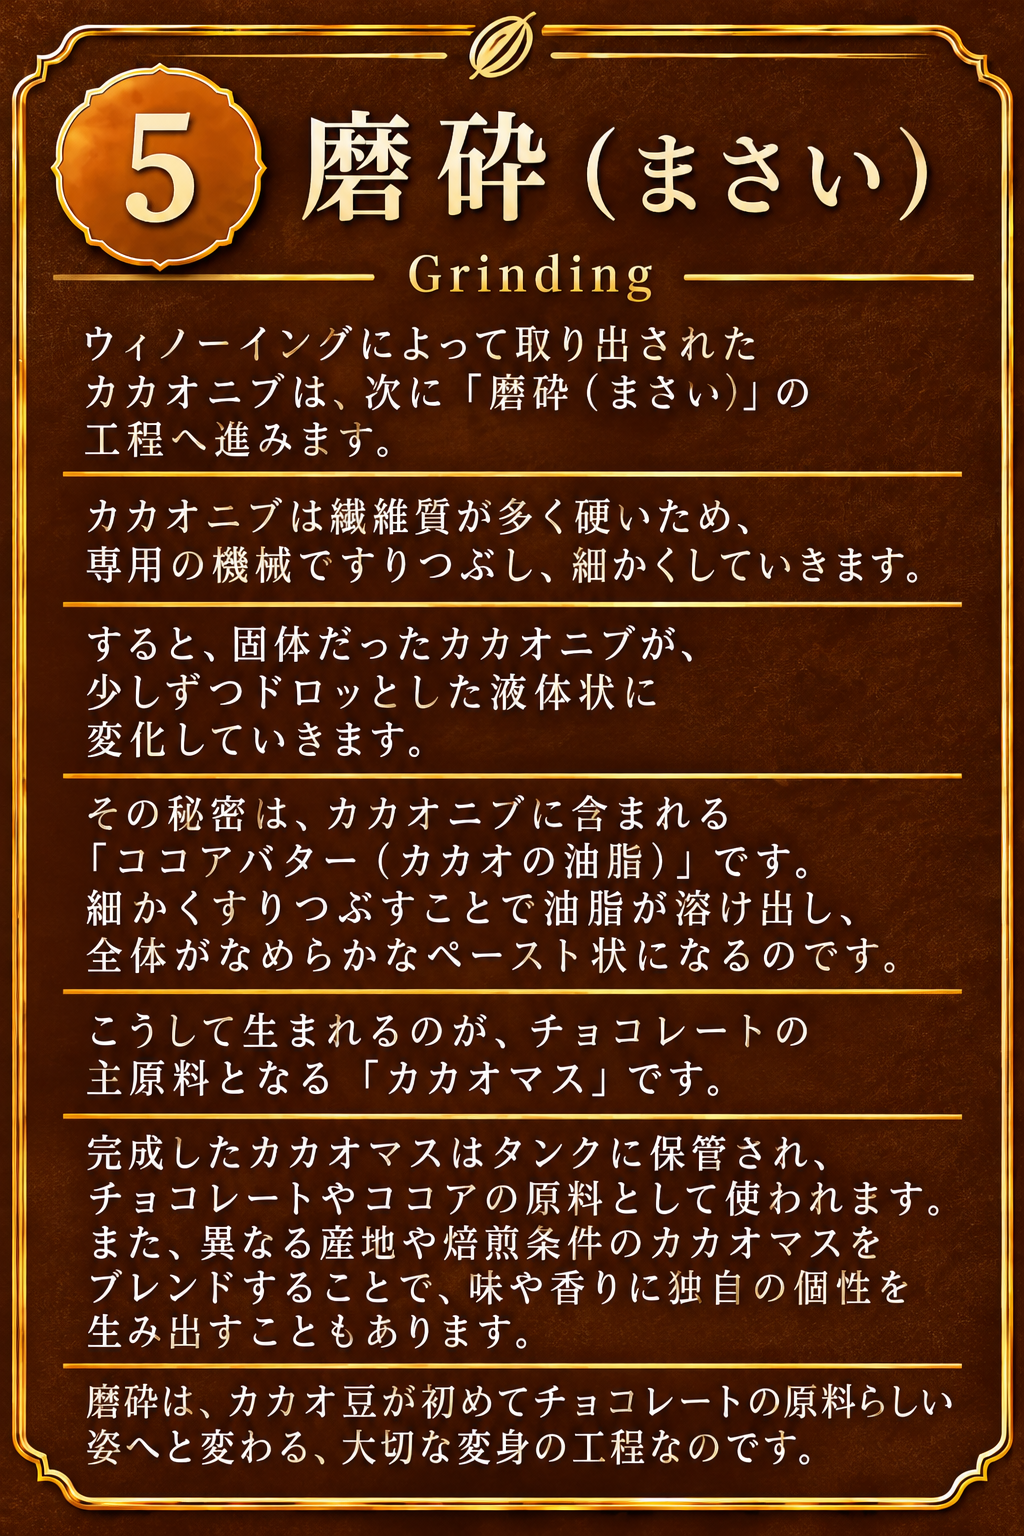 5
磨砕（まさい）
Grinding
ウィノーイングによって取り出された
カカオニブは、次に「磨砕（まさい）」の
工程へ進みます。
カカオニブは繊維質が多く硬いため、
専用の機械ですりつぶし、細かくしていきます。
すると、固体だったカカオニブが、
少しずつドロッとした液体状に
変化していきます。
その秘密は、カカオニブに含まれる
「ココアバター（カカオの油脂）」です。
細かくすりつぶすことで油脂が溶け出し、
全体がなめらかなペースト状になるのです。
こうして生まれるのが、チョコレートの
主原料となる「カカオマス」です。
完成したカカオマスはタンクに保管され、
チョコレートやココアの原料として使われます。
また、異なる産地や焙煎条件のカカオマスを
ブレンドすることで、味や香りに独自の個性を
生み出すこともあります。
磨砕は、カカオ豆が初めてチョコレートの原料らしい
姿へと変わる、大切な変身の工程なのです。